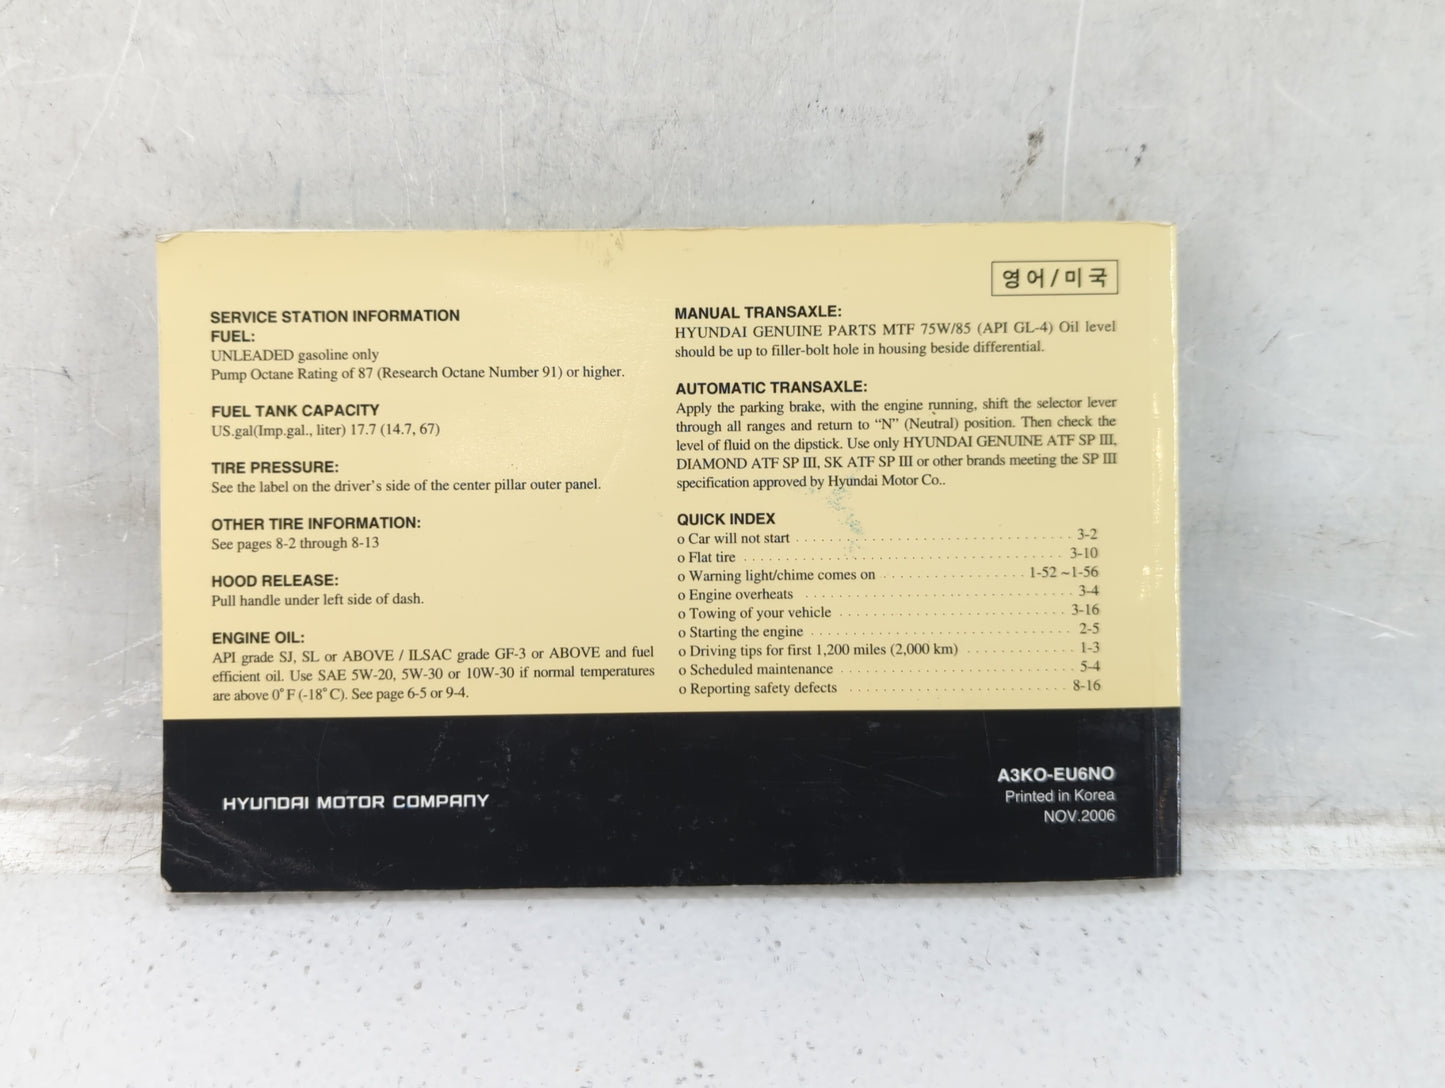 영어/미국
SERVICE STATION INFORMATION
FUEL:
UNLEADED gasoline only
Pump Octane Rating of 87 (Research Octane Number 91) or higher.
FUEL TANK CAPACITY
US.gal(Imp.gal., liter) 17.7 (14.7, 67)
TIRE PRESSURE:
See the label on the driver's side of the center pillar outer panel.
OTHER TIRE INFORMATION:
See pages 8-2 through 8-13
HOOD RELEASE:
Pull handle under left side of dash.
ENGINE OIL:
API grade SJ, SL or ABOVE / ILSAC grade GF-3 or ABOVE and fuel
efficient oil. Use SAE 5W-20, 5W-30 or 10W-30 if normal temperatures
are above 0°F (-18°C). See page 6-5 or 9-4.
MANUAL TRANSAXLE:
HYUNDAI GENUINE PARTS MTF 75W/85 (API GL-4) Oil level
should be up to filler-bolt hole in housing beside differential.
AUTOMATIC TRANSAXLE:
Apply the parking brake, with the engine running, shift the selector lever
through all ranges and return to “N” (Neutral) position. Then check the
level of fluid on the dipstick. Use only HYUNDAI GENUINE ATF SP III,
DIAMOND ATF SP III, SK ATF SP III or other brands meeting the SP III
specification approved by Hyundai Motor Co..
QUICK INDEX
o Car will not start . . . . . . . . . . 3-2
o Flat tire . . . . . . . . . . 3-10
o Warning light/chime comes on . . . . . . . . . . 1-52 ~1-56
o Engine overheats . . . . . . . . . . 3-4
o Towing of your vehicle . . . . . . . . . . 3-16
o Starting the engine . . . . . . . . . . 2-5
o Driving tips for first 1,200 miles (2,000 km) . . . . . . . . . . 1-3
o Scheduled maintenance . . . . . . . . . . 5-4
o Reporting safety defects . . . . . . . . . . 8-16
HYUNDAI MOTOR COMPANY
A3KO-EU6NO
Printed in Korea
NOV.2006